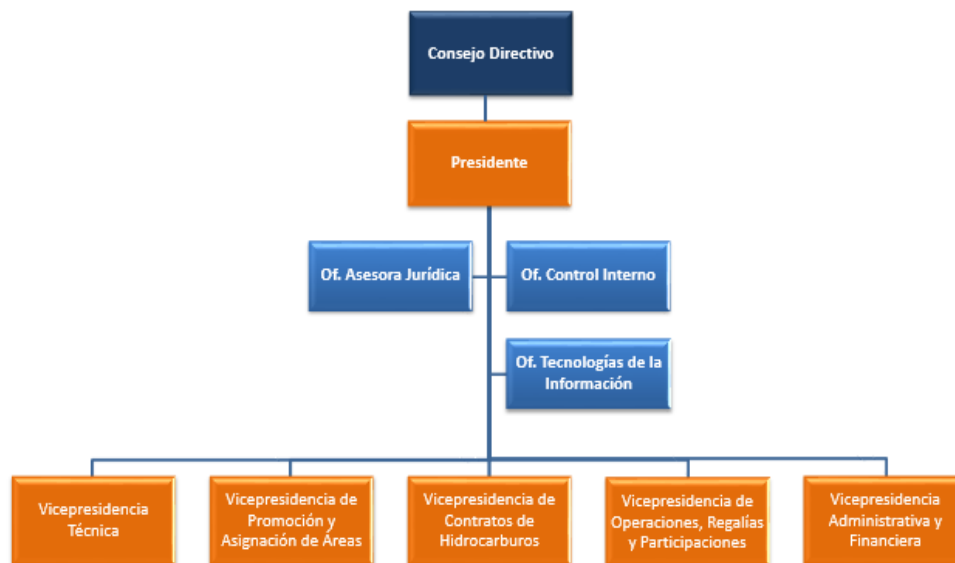 Consejo Directivo
Presidente
Of. Asesora Jurídica
Of. Control Interno
Of. Tecnologías de la
Información
Vicepresidencia
Técnica
Vicepresidencia de
Promoción y
Asignación de Áreas
Vicepresidencia de
Contratos de
Hidrocarburos
Vicepresidencia de
Operaciones, Regalías
y Participaciones
Vicepresidencia
Administrativa y
Financiera